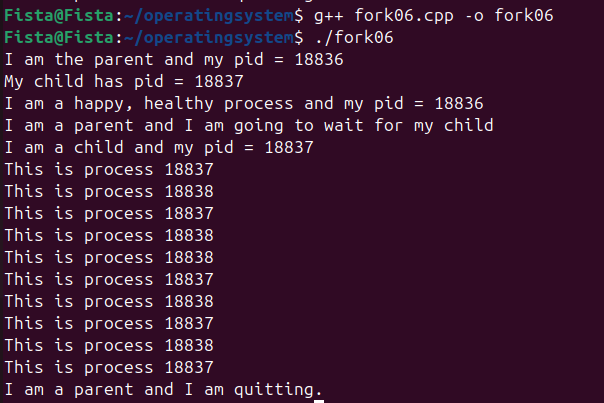 Fista@Fista:~/operatingsystem$ g++ fork06.cpp -o fork06
Fista@Fista:~/operatingsystem$ ./fork06
I am the parent and my pid = 18836
My child has pid = 18837
I am a happy, healthy process and my pid = 18836
I am a parent and I am going to wait for my child
I am a child and my pid = 18837
This is process 18837
This is process 18838
This is process 18837
This is process 18838
This is process 18838
This is process 18837
This is process 18838
This is process 18837
This is process 18838
This is process 18837
I am a parent and I am quitting.